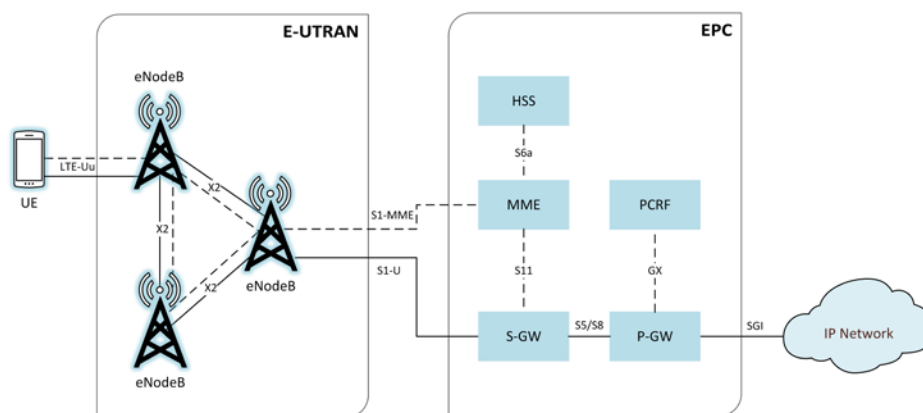 E-UTRAN
EPC
eNodeB
HSS
S6a
LTE-Uu
UE
X2
MME
PCRF
S1-MME
X2
S11
GX
S1-U
X2
eNodeB
S-GW
S5/S8
P-GW
SGI
IP Network
eNodeB